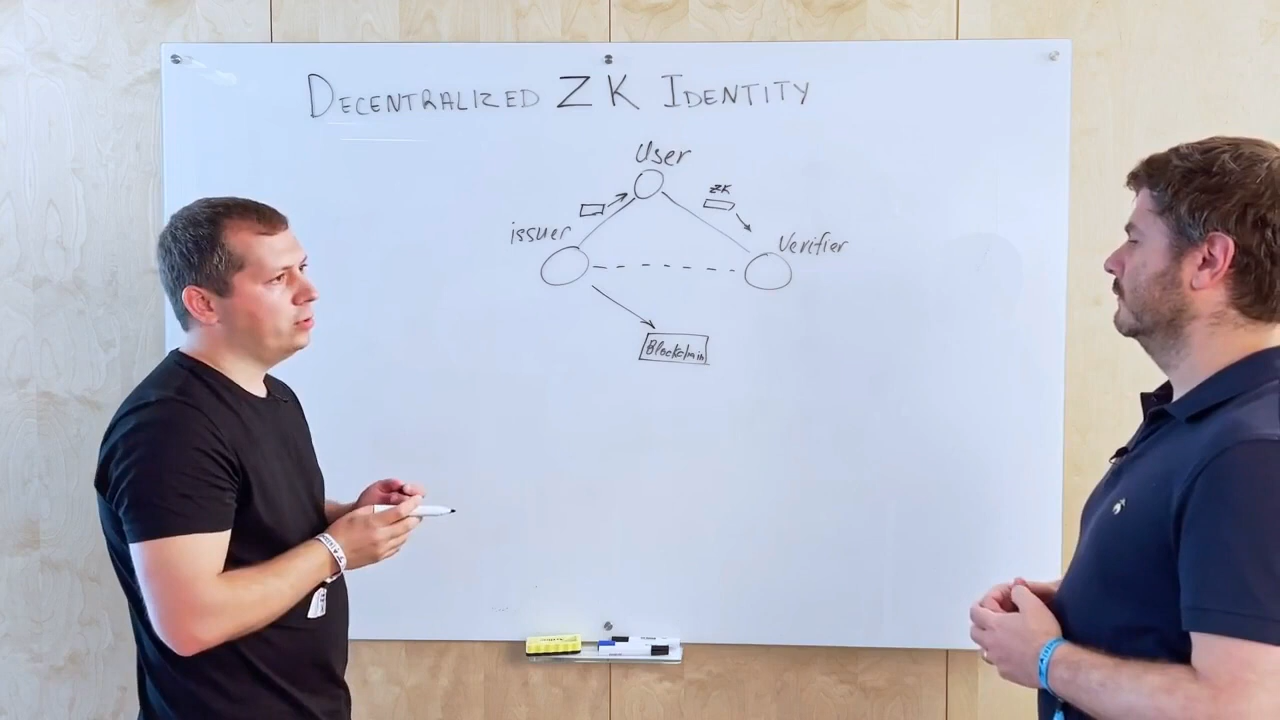 DECENTRALIZED ZK IDENTITY
User
ZK
issuer
Verifier
Blockchain